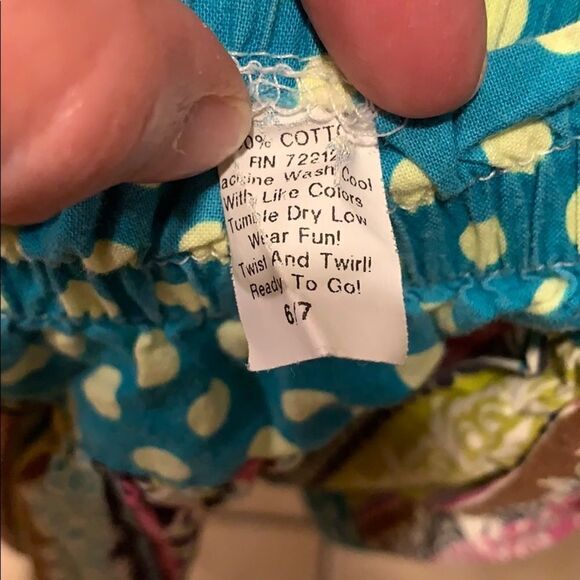 0% COTTO
RN 72212
achine Wash Cool
With Like Colors
Tumble Dry Low
Wear Fun!
Twist And Twirl!
Ready To Go!
6/7